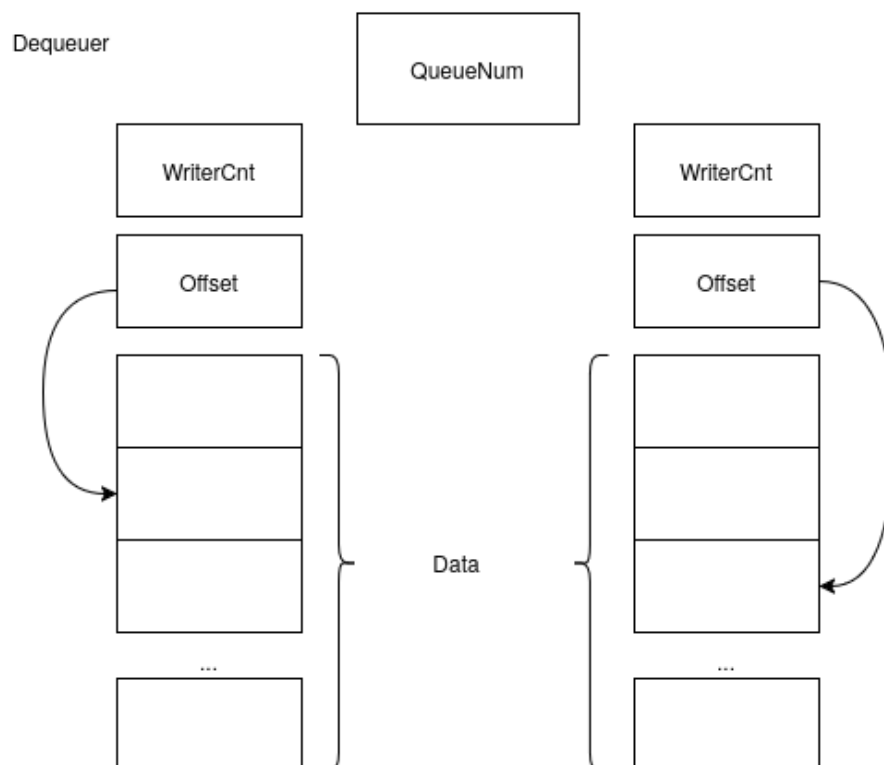 Dequeuer
QueueNum
WriterCnt
WriterCnt
Offset
Offset
Data
...
...